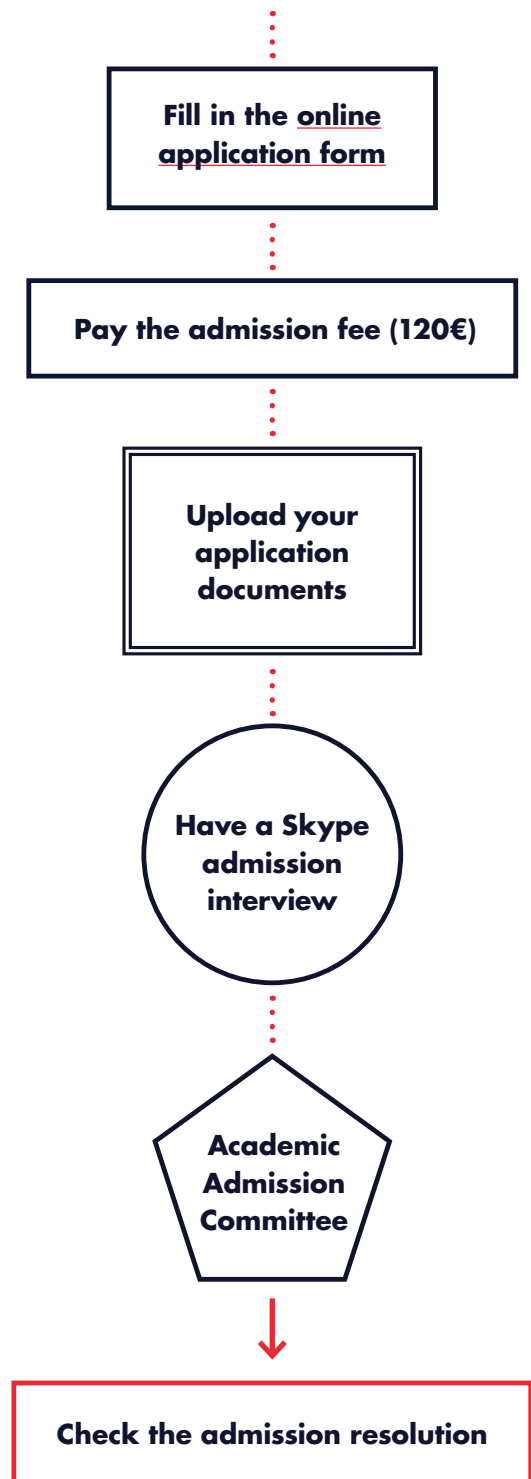 Fill in the online
application form
Pay the admission fee (120€)
Upload your
application
documents
Have a Skype
admission
interview
Academic
Admission
Committee
Check the admission resolution